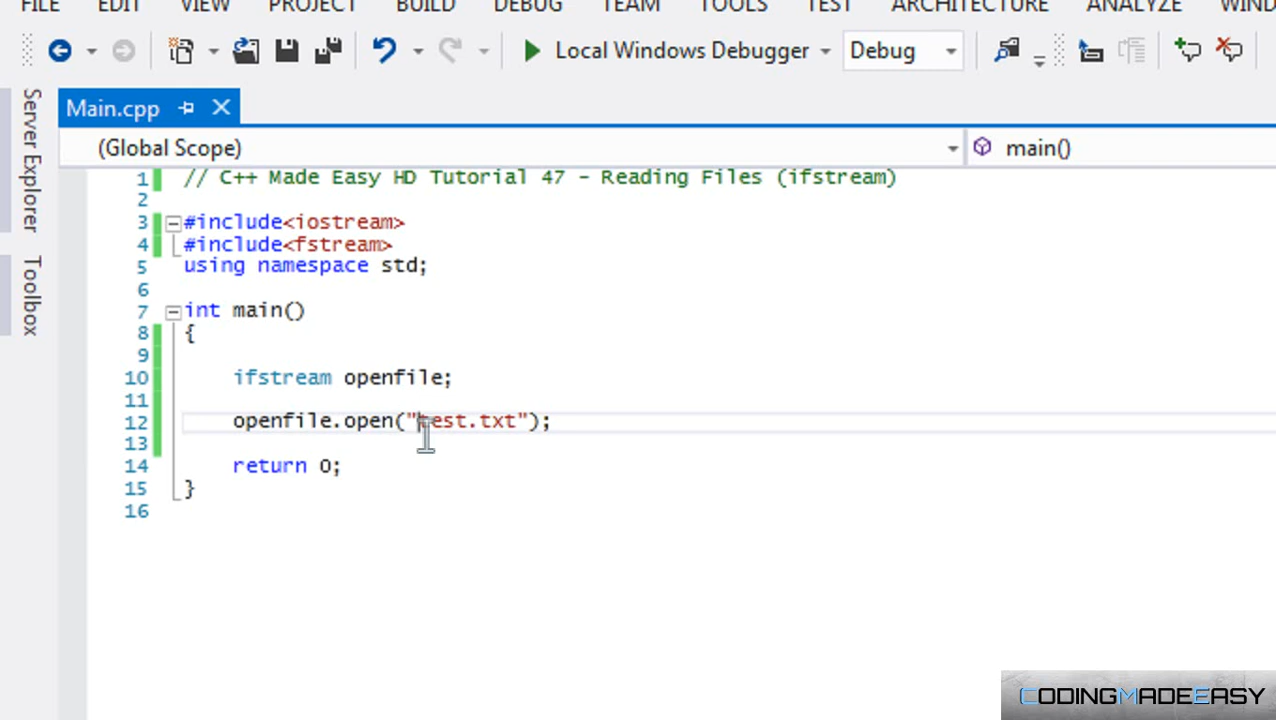 FILE EDIT VIEW PROJECT BUILD DEBUG TEAM TOOLS TEST ARCHITECTURE ANALYZE
Local Windows Debugger Debug
Server Explorer
Toolbox
Main.cpp
(Global Scope) main()
1 // C++ Made Easy HD Tutorial 47 - Reading Files (ifstream)
2
3 #include<iostream>
4 #include<fstream>
5 using namespace std;
6
7 int main()
8 {
9
10 ifstream openfile;
11
12 openfile.open("test.txt");
13
14 return 0;
15 }
16
CODINGMADEEASY